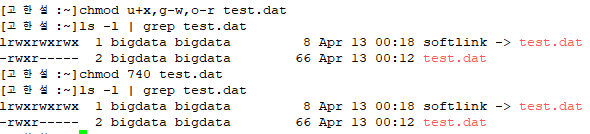 [고 한 설 :~]chmod u+x,g-w,o-r test.dat
[고 한 설 :~]ls -l | grep test.dat
lrwxrwxrwx 1 bigdata bigdata 8 Apr 13 00:18 softlink -> test.dat
-rwxr----- 2 bigdata bigdata 66 Apr 13 00:12 test.dat
[고 한 설 :~]chmod 740 test.dat
[고 한 설 :~]ls -l | grep test.dat
lrwxrwxrwx 1 bigdata bigdata 8 Apr 13 00:18 softlink -> test.dat
-rwxr----- 2 bigdata bigdata 66 Apr 13 00:12 test.dat